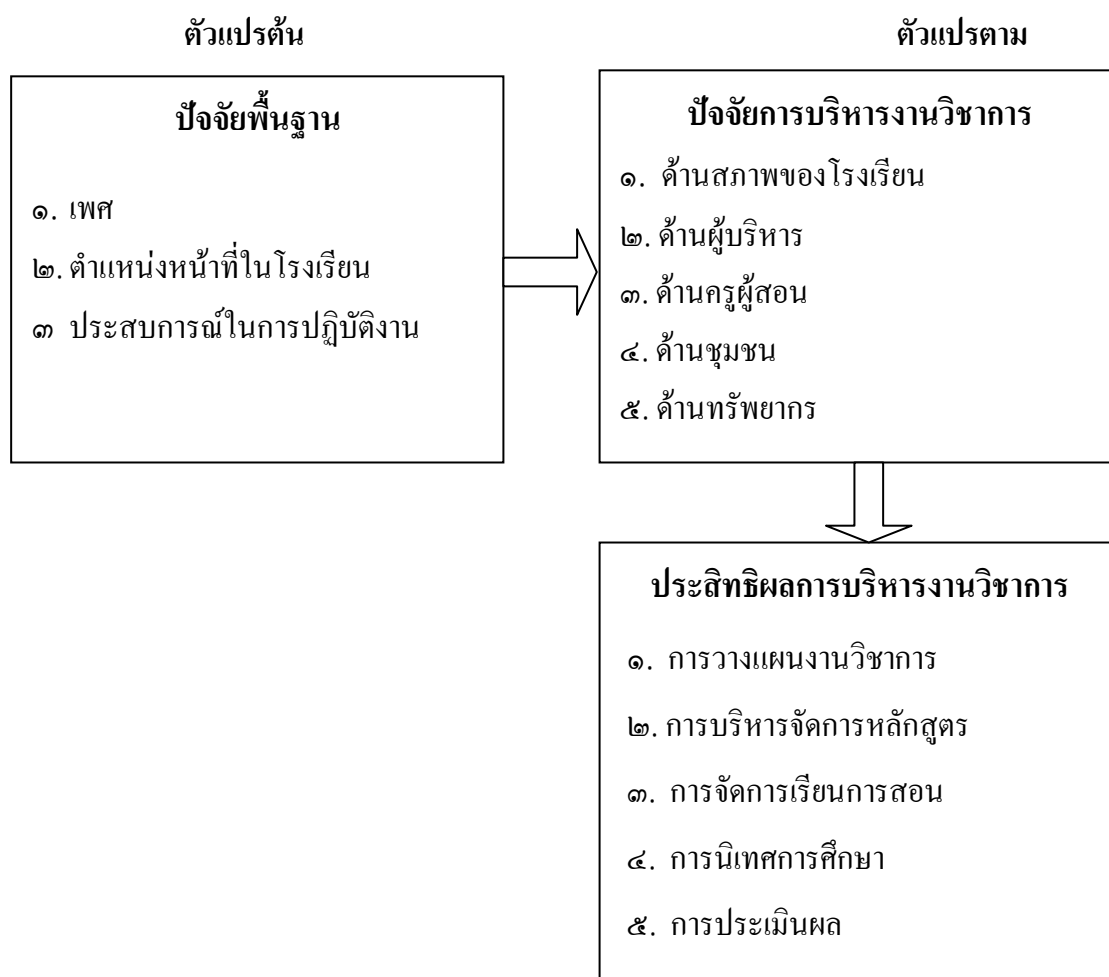 ตัวแปรต้น
ตัวแปรตาม
ปัจจัยพื้นฐาน
๑. เพศ
๒. ตำแหน่งหน้าที่ในโรงเรียน
๓ ประสบการณ์ในการปฏิบัติงาน
ปัจจัยการบริหารงานวิชาการ
๑. ด้านสภาพของโรงเรียน
๒. ด้านผู้บริหาร
๓. ด้านครูผู้สอน
๔. ด้านชุมชน
๕. ด้านทรัพยากร
ประสิทธิผลการบริหารงานวิชาการ
๑. การวางแผนงานวิชาการ
๒. การบริหารจัดการหลักสูตร
๓. การจัดการเรียนการสอน
๔. การนิเทศการศึกษา
๕. การประเมินผล